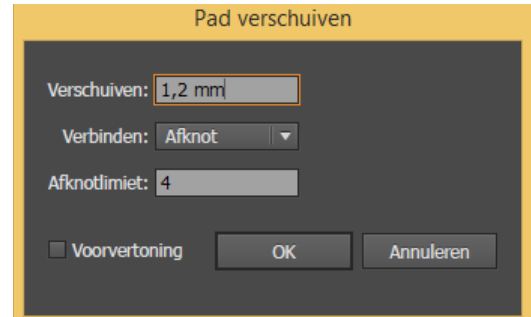 Pad verschuiven
Verschuiven: 1,2 mm
Verbinden: Afknot
Afknotlimiet: 4
Voorvertoning OK Annuleren